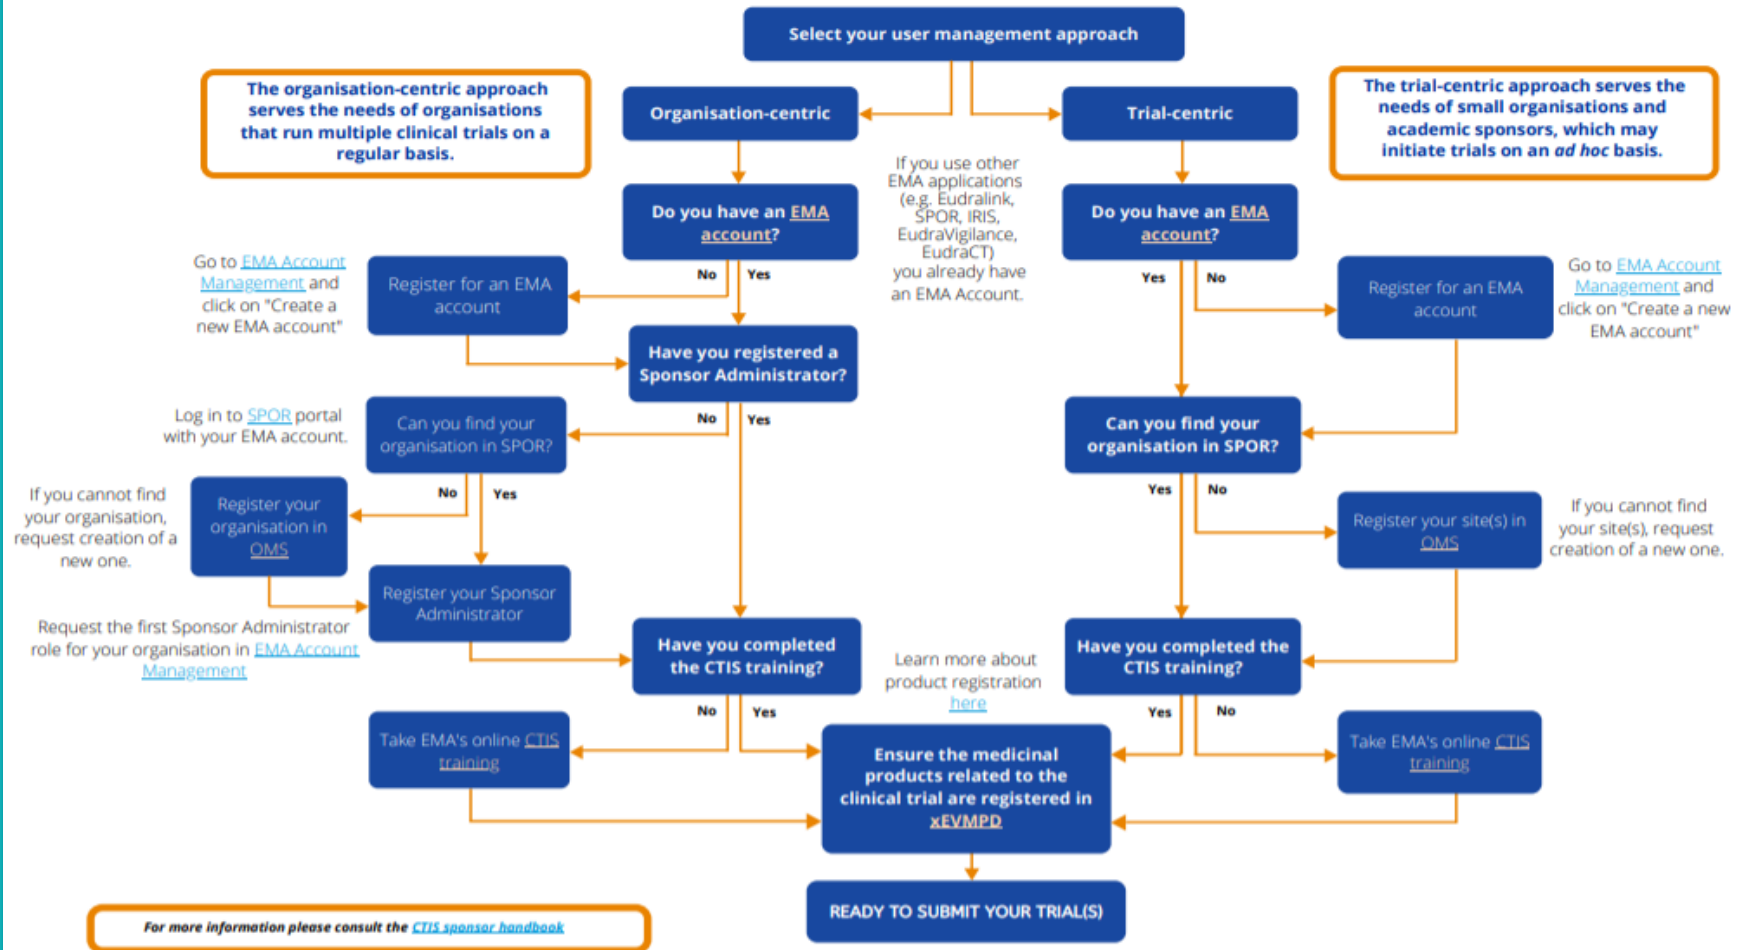 Select your user management approach
The organisation-centric approach
serves the needs of organisations
that run multiple clinical trials on a
regular basis.
Organisation-centric
Trial-centric
The trial-centric approach serves the
needs of small organisations and
academic sponsors, which may
initiate trials on an ad hoc basis.
If you use other
EMA applications
(e.g. Eudralink,
SPOR, IRIS,
EudraVigilance,
EudraCT)
you already have
an EMA Account.
Do you have an EMA
account?
Do you have an EMA
account?
No
Yes
Yes
No
Go to EMA Account
Management and
click on "Create a
new EMA account"
Register for an EMA
account
Register for an EMA
account
Go to EMA Account
Management and
click on "Create a new
EMA account"
Have you registered a
Sponsor Administrator?
No
Yes
Log in to SPOR portal
with your EMA account.
Can you find your
organisation in SPOR?
Can you find your
organisation in SPOR?
No
Yes
Yes
No
If you cannot find
your organisation,
request creation of a
new one.
Register your
organisation in
OMS
Register your site(s) in
OMS
If you cannot find
your site(s), request
creation of a new one.
Register your Sponsor
Administrator
Request the first Sponsor Administrator
role for your organisation in EMA Account
Management
Have you completed
the CTIS training?
Learn more about
product registration
here
Have you completed the
CTIS training?
No
Yes
Yes
No
Take EMA's online CTIS
training
Ensure the medicinal
products related to the
clinical trial are registered in
xEVMPD
Take EMA's online CTIS
training
READY TO SUBMIT YOUR TRIAL(S)
For more information please consult the CTIS sponsor handbook